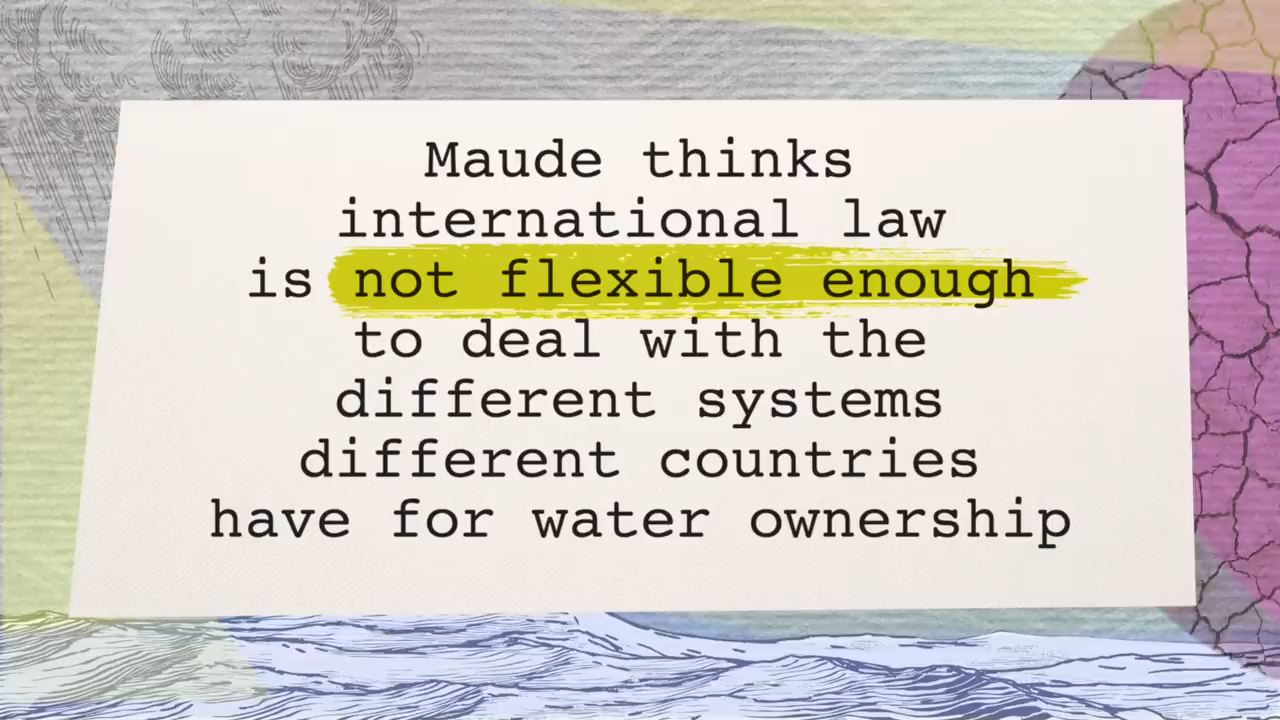 Maude thinks
international law
is not flexible enough
to deal with the
different systems
different countries
have for water ownership